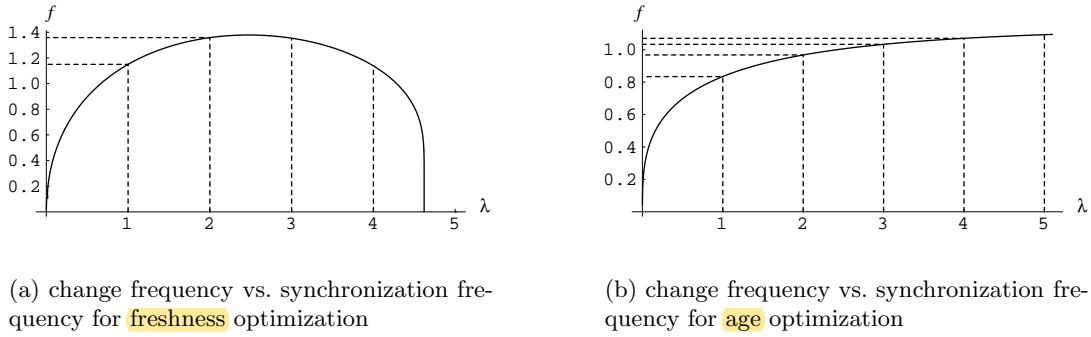 f
1.4
1.2
1.0
0.8
0.6
0.4
0.2
1 2 3 4 5 λ
(a) change frequency vs. synchronization fre-
quency for freshness optimization
f
1.0
0.8
0.6
0.4
0.2
1 2 3 4 5 λ
(b) change frequency vs. synchronization fre-
quency for age optimization